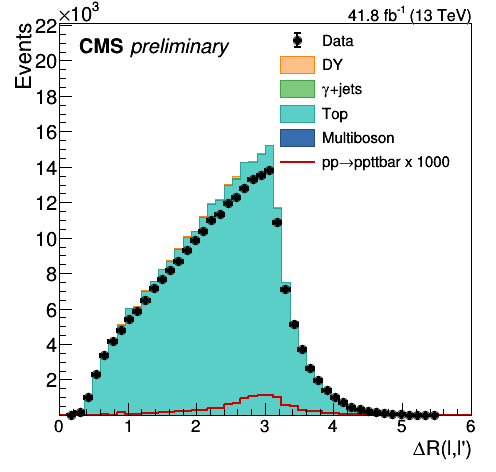 ×10³
41.8 fb⁻¹ (13 TeV)
CMS preliminary
Events
Data
DY
γ+jets
Top
Multiboson
pp→ppttbar x 1000
22
20
18
16
14
12
10
8
6
4
2
0 1 2 3 4 5 6
ΔR(l,l')